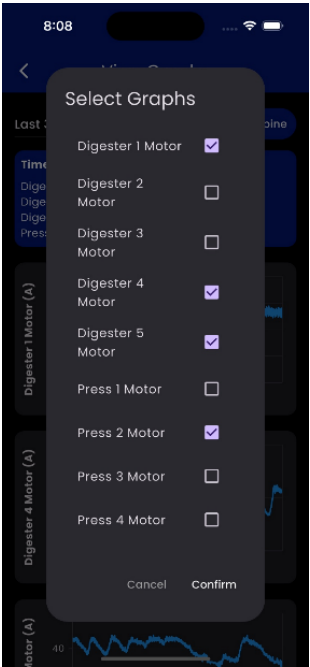 8:08
Select Graphs
Last
bine
Time
Dige
Dige
Dige
Press
Digester 1 Motor
Digester 2
Motor
Digester 3
Motor
Digester 4
Motor
Digester 5
Motor
Press 1 Motor
Press 2 Motor
Press 3 Motor
Press 4 Motor
Cancel Confirm
Digester 1 Motor (A)
Digester 4 Motor (A)
Motor (A)
40